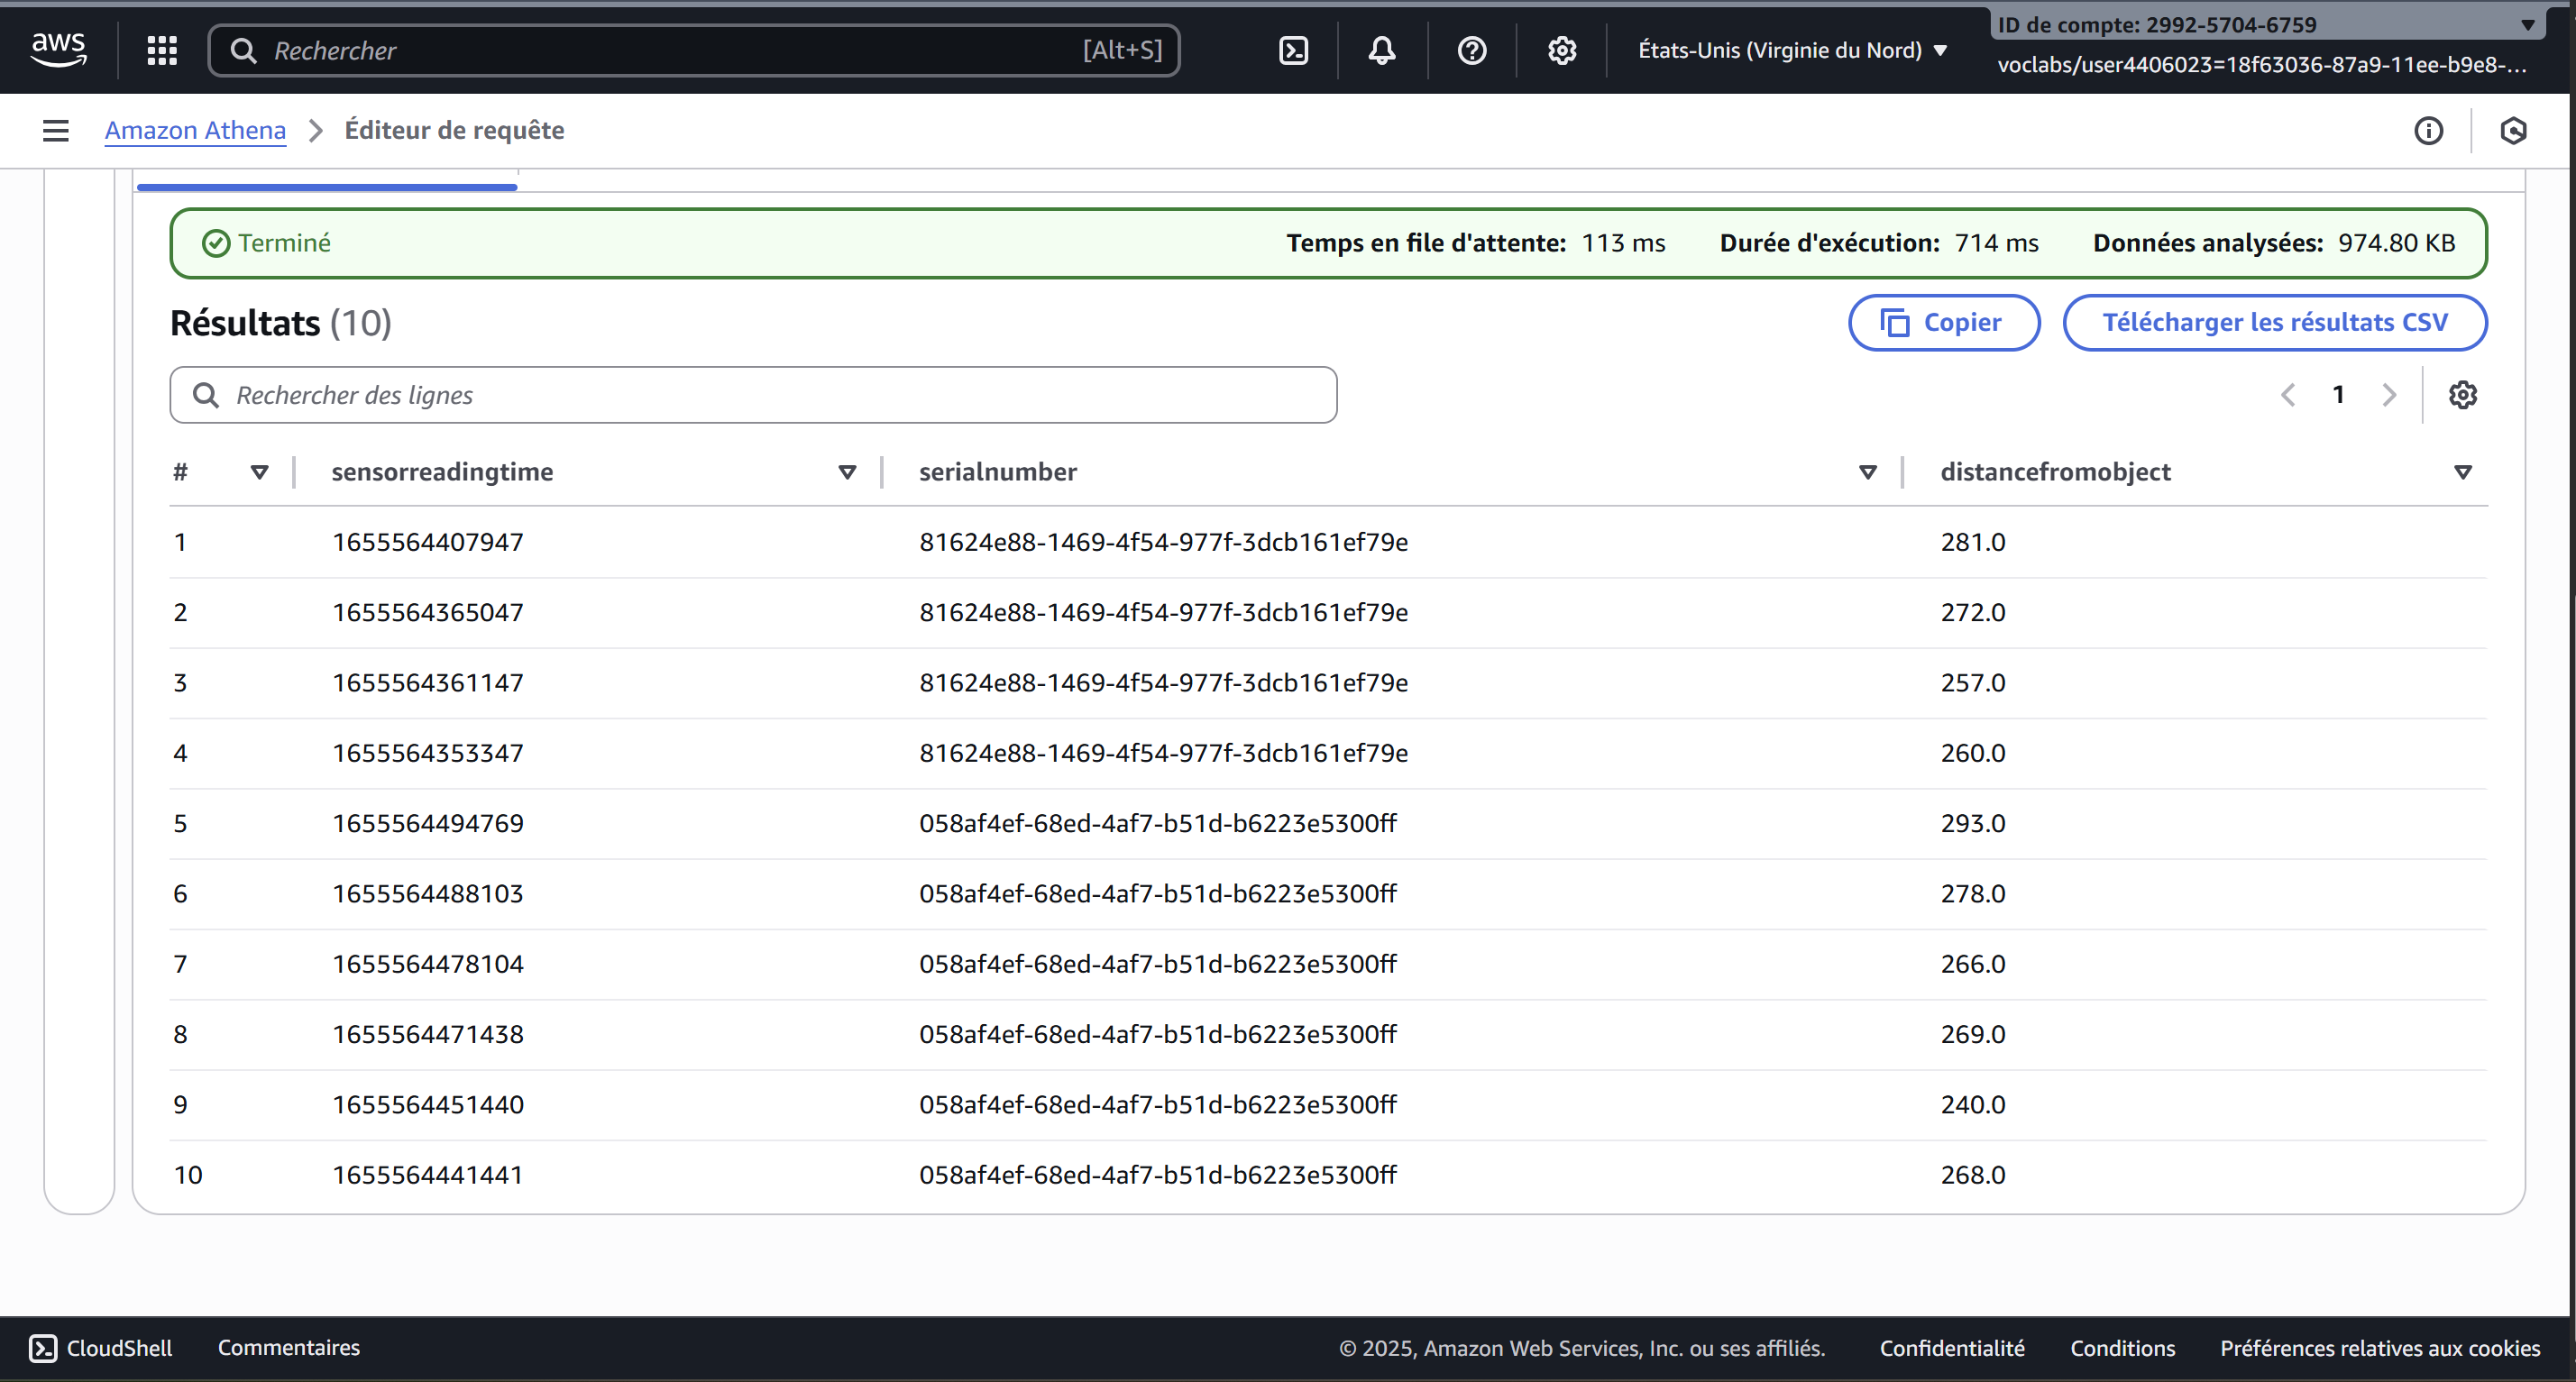 aws Rechercher [Alt+S] États-Unis (Virginie du Nord) ID de compte: 2992-5704-6759
voclabs/user4406023=18f63036-87a9-11ee-b9e8-...
Amazon Athena Éditeur de requête
Terminé Temps en file d'attente: 113 ms Durée d'exécution: 714 ms Données analysées: 974.80 KB
Résultats (10) Copier Télécharger les résultats CSV
Rechercher des lignes 1
# sensorreadingtime serialnumber distancefromobject
1 1655564407947 81624e88-1469-4f54-977f-3dcb161ef79e 281.0
2 1655564365047 81624e88-1469-4f54-977f-3dcb161ef79e 272.0
3 1655564361147 81624e88-1469-4f54-977f-3dcb161ef79e 257.0
4 1655564353347 81624e88-1469-4f54-977f-3dcb161ef79e 260.0
5 1655564494769 058af4ef-68ed-4af7-b51d-b6223e5300ff 293.0
6 1655564488103 058af4ef-68ed-4af7-b51d-b6223e5300ff 278.0
7 1655564478104 058af4ef-68ed-4af7-b51d-b6223e5300ff 266.0
8 1655564471438 058af4ef-68ed-4af7-b51d-b6223e5300ff 269.0
9 1655564451440 058af4ef-68ed-4af7-b51d-b6223e5300ff 240.0
10 1655564441441 058af4ef-68ed-4af7-b51d-b6223e5300ff 268.0
CloudShell Commentaires © 2025, Amazon Web Services, Inc. ou ses affiliés. Confidentialité Conditions Préférences relatives aux cookies